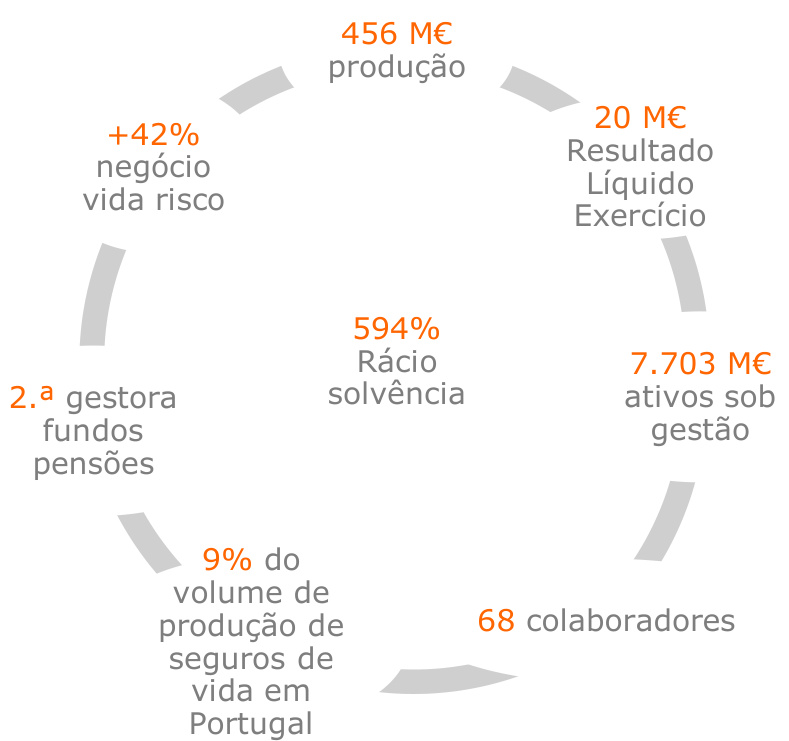 456 M€
produção
20 M€
Resultado
Líquido
Exercício
7.703 M€
ativos sob
gestão
68 colaboradores
9% do
volume de
produção de
seguros de
vida em
Portugal
2.ª gestora
fundos
pensões
+42%
negócio
vida risco
594%
Rácio
solvência